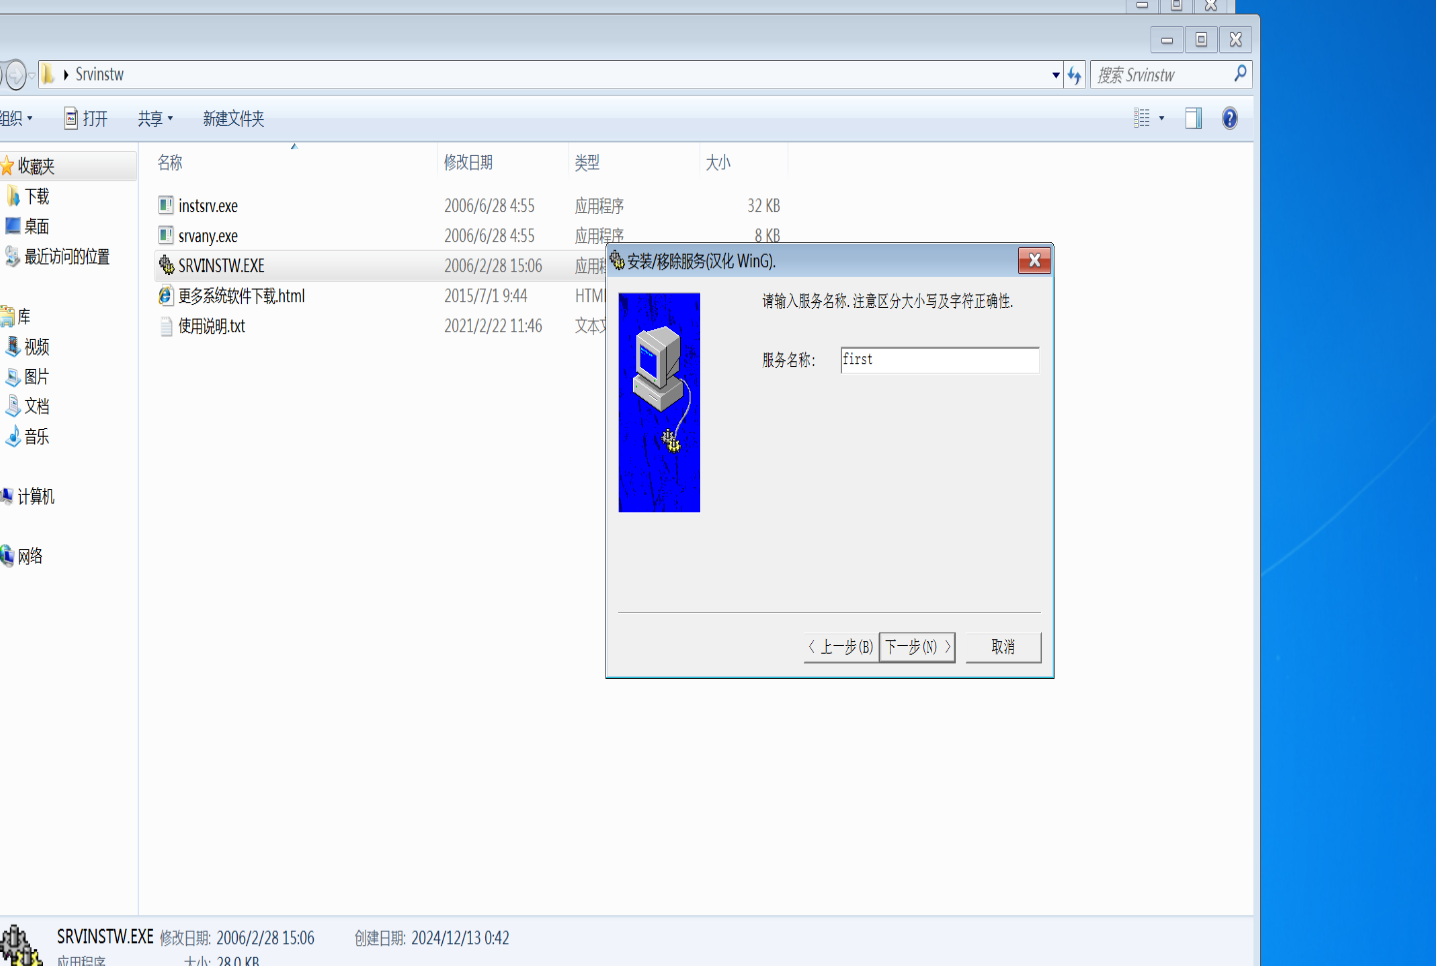 Srvinstw
搜索 Srvinstw
组织
打开
共享
新建文件夹
名称
修改日期
类型
大小
收藏夹
下载
桌面
最近访问的位置
库
视频
图片
文档
音乐
计算机
网络
instsrv.exe 2006/6/28 4:55 应用程序 32 KB
srvany.exe 2006/6/28 4:55 应用程序 8 KB
SRVINSTW.EXE 2006/2/28 15:06 应用
更多系统软件下载.html 2015/7/1 9:44 HTM
使用说明.txt 2021/2/22 11:46 文本
安装/移除服务(汉化 WinG).
请输入服务名称.注意区分大小写及字符正确性.
服务名称:
first
< 上一步(B)
下一步(N) >
取消
SRVINSTW.EXE 修改日期: 2006/2/28 15:06 创建日期: 2024/12/13 0:42
应用程序 大小: 28.0 KB